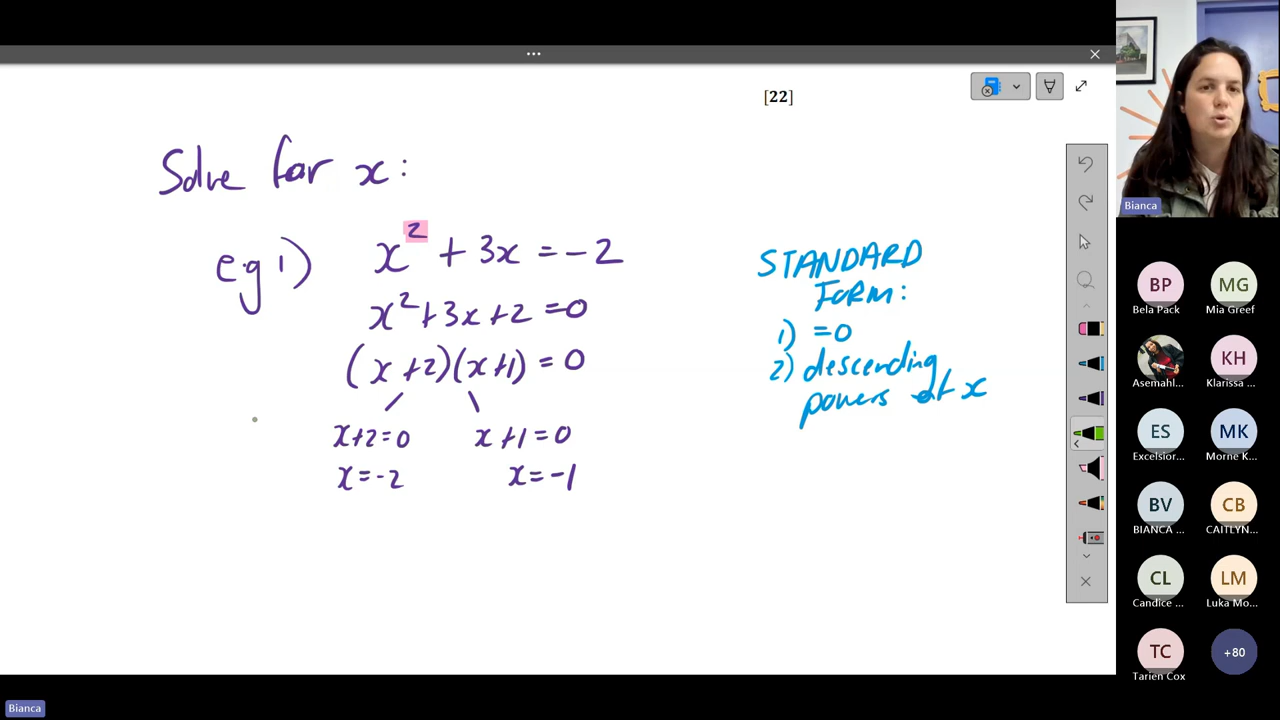 [22]
Solve for x:
e.g 1) x² + 3x = -2
x² + 3x + 2 = 0
(x + 2)(x + 1) = 0
x + 2 = 0 x + 1 = 0
x = -2 x = -1
STANDARD
FORM:
1) = 0
2) descending
powers of x
Bianca
BP MG
Bela Pack Mia Greef
KH
Asemahl... Klarissa ...
ES MK
Excelsior... Morne K...
BV CB
BIANCA ... CAITLYN...
CL LM
Candice ... Luka Mo...
TC +80
Tarien Cox
Bianca